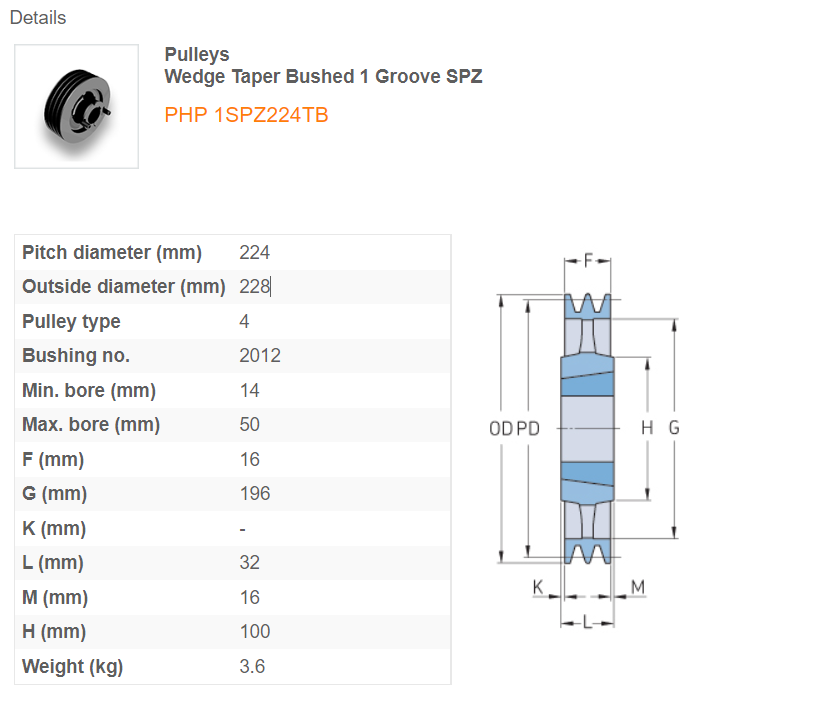 Details
Pulleys
Wedge Taper Bushed 1 Groove SPZ
PHP 1SPZ224TB
Pitch diameter (mm) 224
Outside diameter (mm) 228
Pulley type 4
Bushing no. 2012
Min. bore (mm) 14
Max. bore (mm) 50
F (mm) 16
G (mm) 196
K (mm) -
L (mm) 32
M (mm) 16
H (mm) 100
Weight (kg) 3.6
F
OD PD H G
K M
L